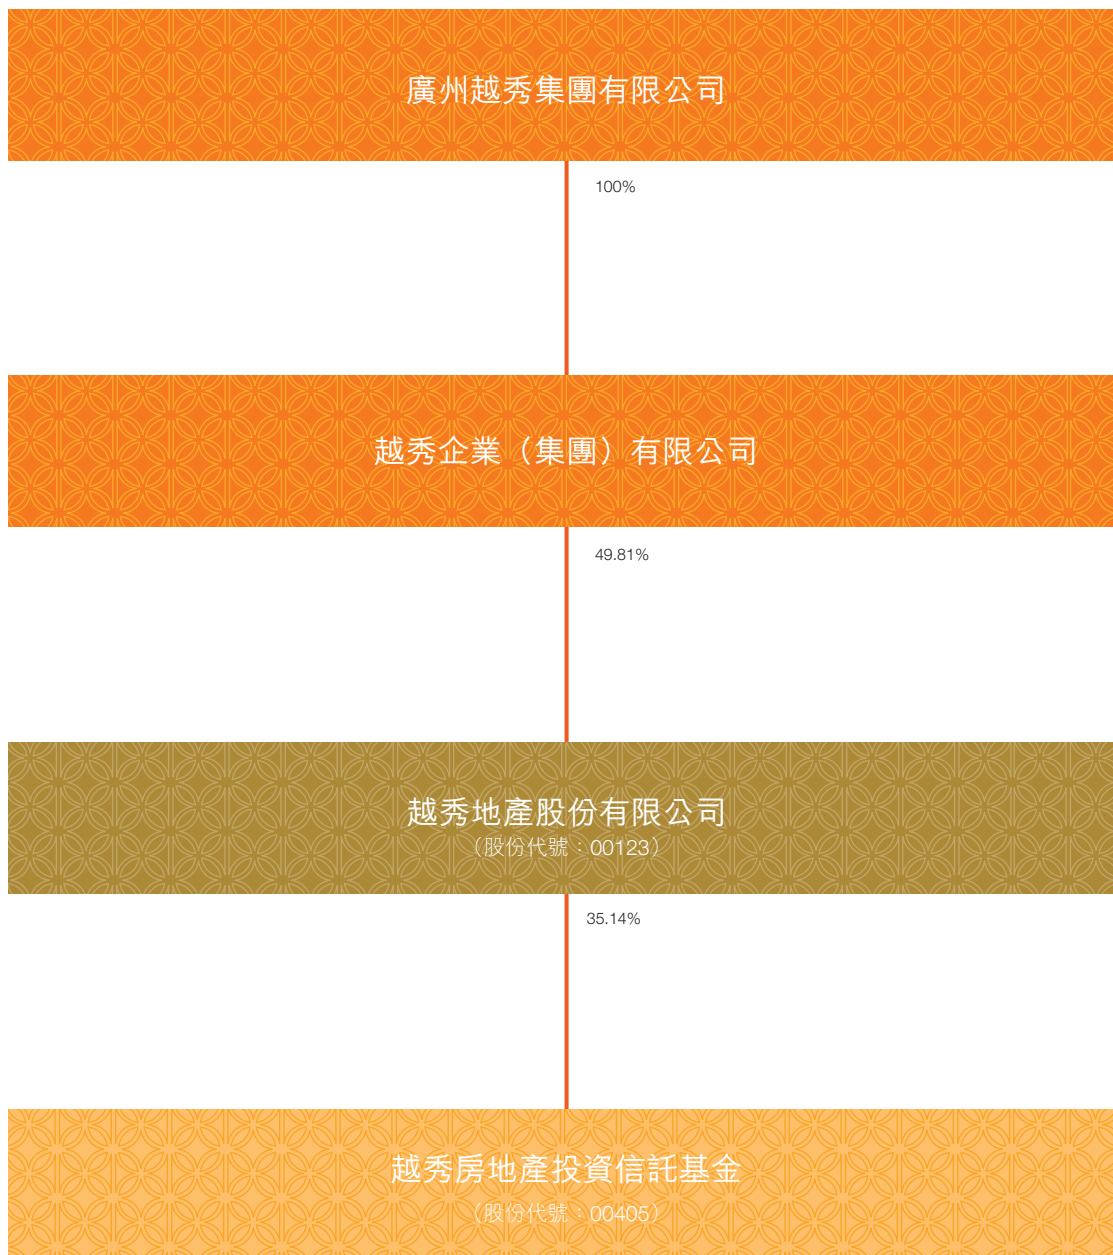 廣州越秀集團有限公司
100%
越秀企業（集團）有限公司
49.81%
越秀地產股份有限公司
（股份代號：00123）
35.14%
越秀房地產投資信託基金
（股份代號：00405）